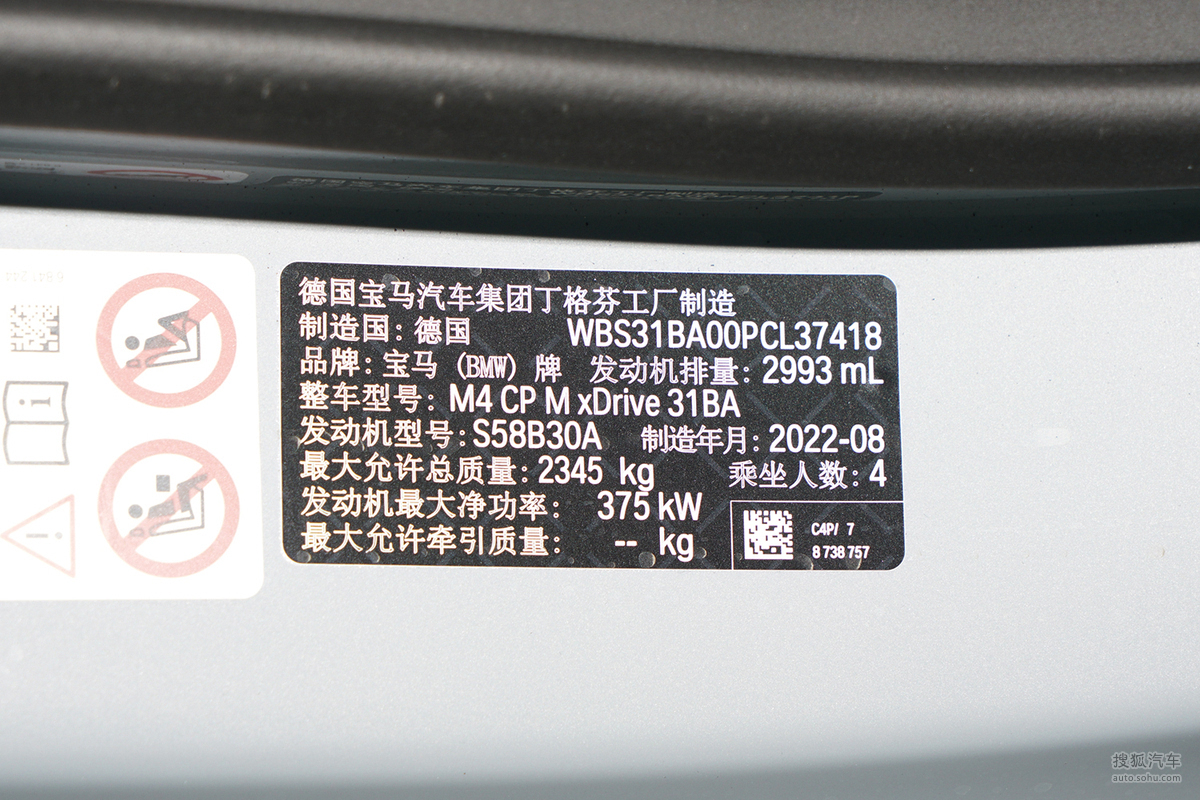 德国宝马汽车集团丁格芬工厂制造
制造国：德国 WBS31BA00PCL37418
品牌：宝马（BMW）牌 发动机排量：2993 mL
整车型号：M4 CP M xDrive 31BA
发动机型号：S58B30A 制造年月：2022-08
最大允许总质量：2345 kg 乘坐人数：4
发动机最大净功率： 375 kW
最大允许牵引质量： -- kg
C4P/ 7
8 738 757
搜狐汽车
auto.sohu.com